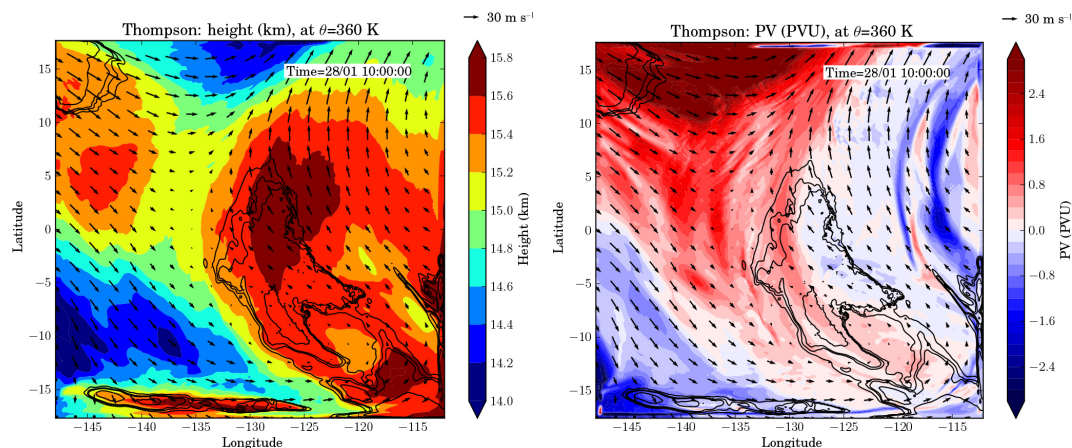 30 m s⁻¹
Thompson: height (km), at θ=360 K
Time=28/01 10:00:00
15
10
5
0
−5
−10
−15
Latitude
−145 −140 −135 −130 −125 −120 −115
Longitude
15.8
15.6
15.4
15.2
15.0
14.8
14.6
14.4
14.2
14.0
Height (km)
30 m s⁻¹
Thompson: PV (PVU), at θ=360 K
Time=28/01 10:00:00
15
10
5
0
−5
−10
−15
Latitude
−145 −140 −135 −130 −125 −120 −115
Longitude
2.4
1.6
0.8
0.0
−0.8
−1.6
−2.4
PV (PVU)